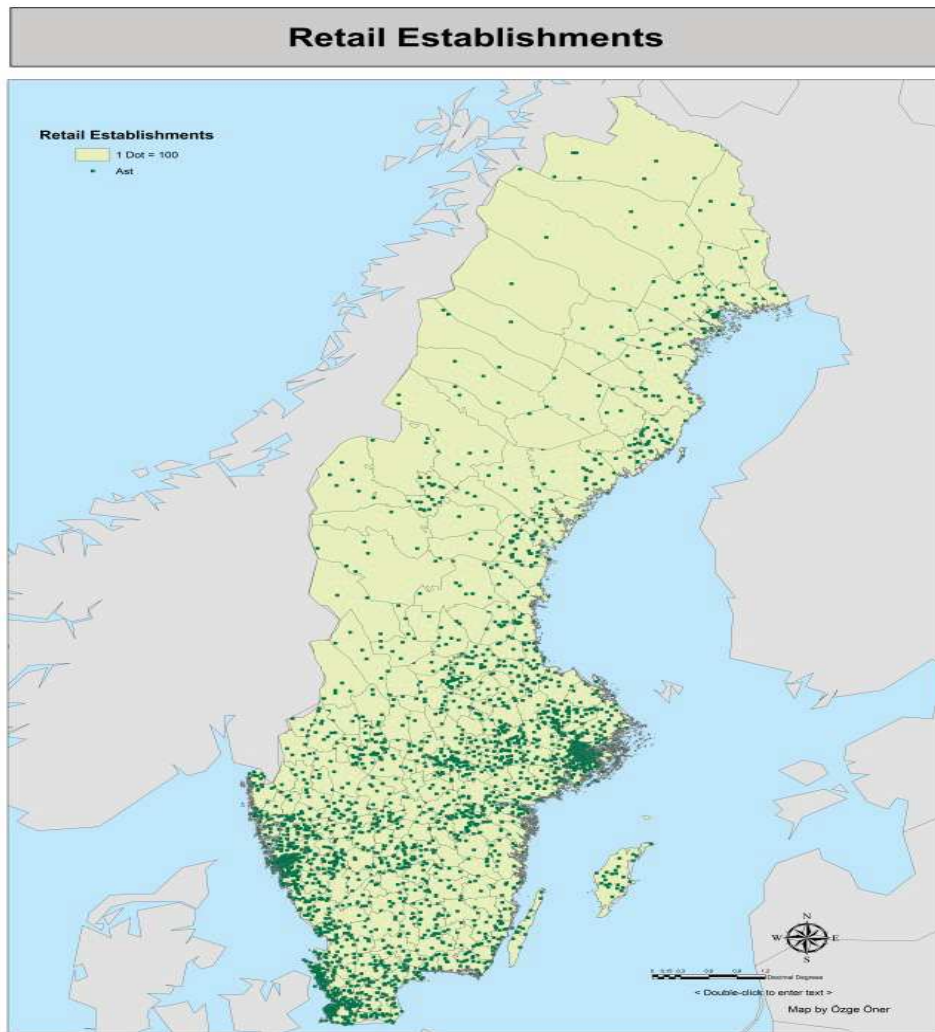 Retail Establishments
Retail Establishments
1 Dot = 100
Ast
N
W E
S
Decimal Degrees
< Double-click to enter text >
Map by Özge Öner